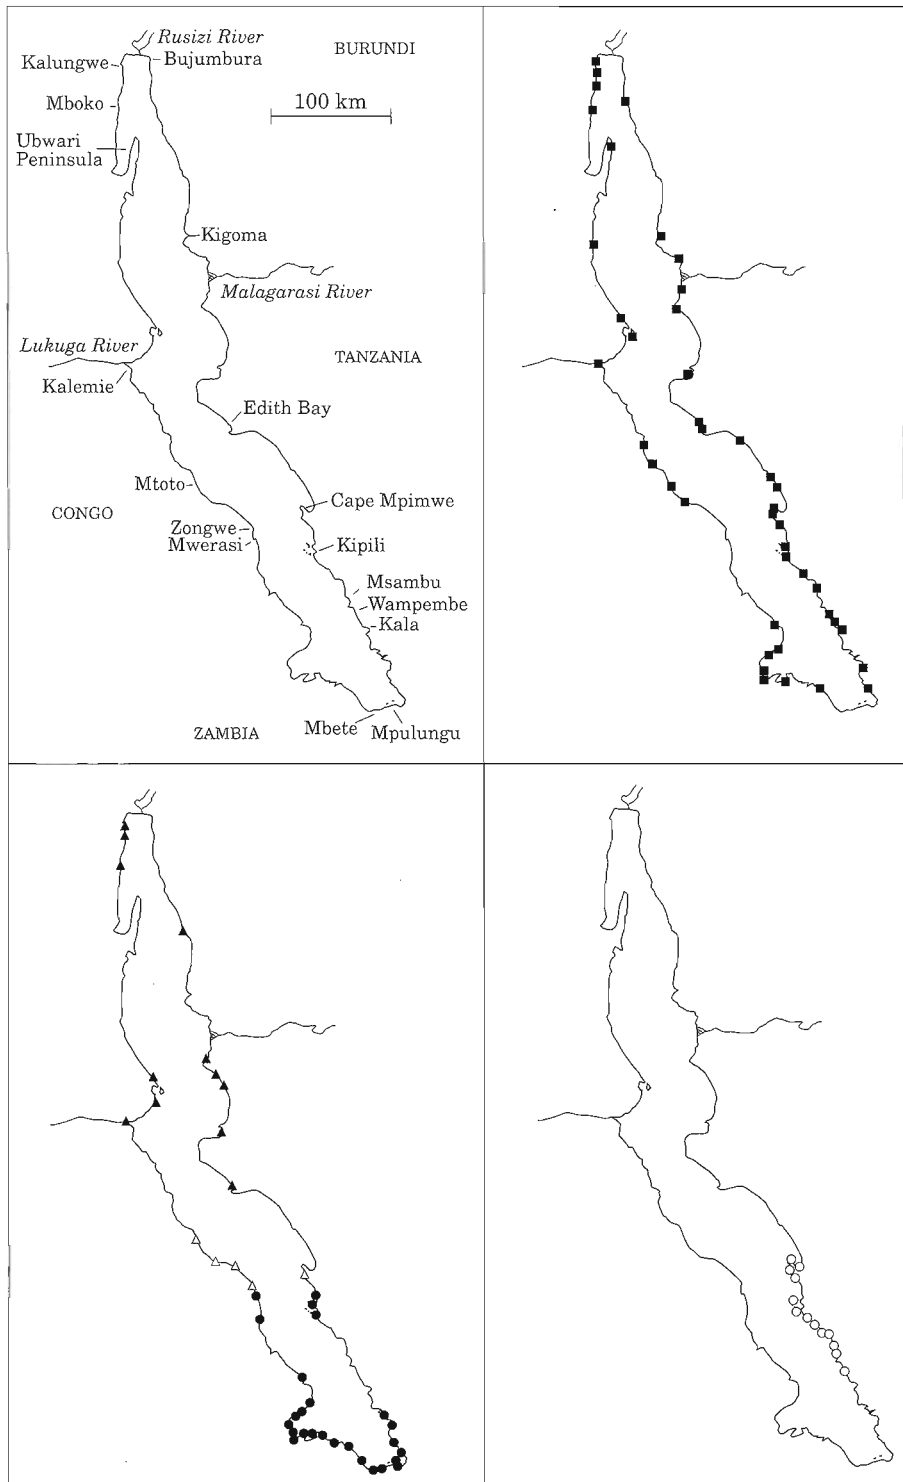 Rusizi River
BURUNDI
Kalungwe
Bujumbura
100 km
Mboko
Ubwari
Peninsula
Kigoma
Malagarasi River
Lukuga River
TANZANIA
Kalemie
Edith Bay
Mtoto
Cape Mpimwe
CONGO
Zongwe
Mwerasi
Kipili
Msambu
Wampembe
Kala
ZAMBIA
Mbete
Mpulungu